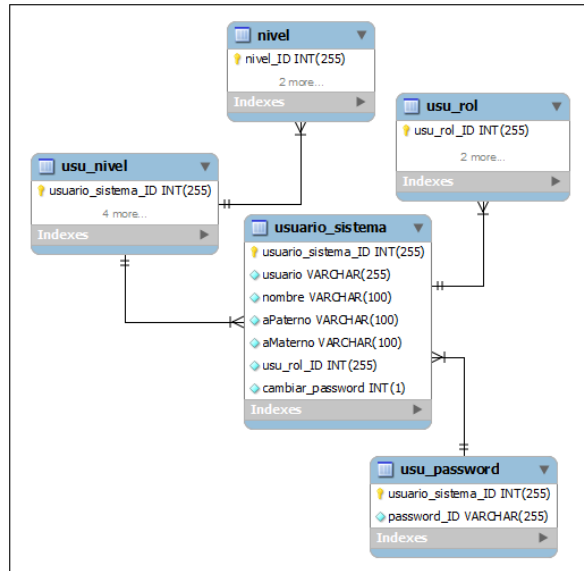 nivel
nivel_ID INT(255)
2 more...
Indexes
usu_rol
usu_rol_ID INT(255)
2 more...
Indexes
usu_nivel
usuario_sistema_ID INT(255)
4 more...
Indexes
usuario_sistema
usuario_sistema_ID INT(255)
usuario VARCHAR(255)
nombre VARCHAR(100)
aPaterno VARCHAR(100)
aMaterno VARCHAR(100)
usu_rol_ID INT(255)
cambiar_password INT(1)
Indexes
usu_password
usuario_sistema_ID INT(255)
password_ID VARCHAR(255)
Indexes